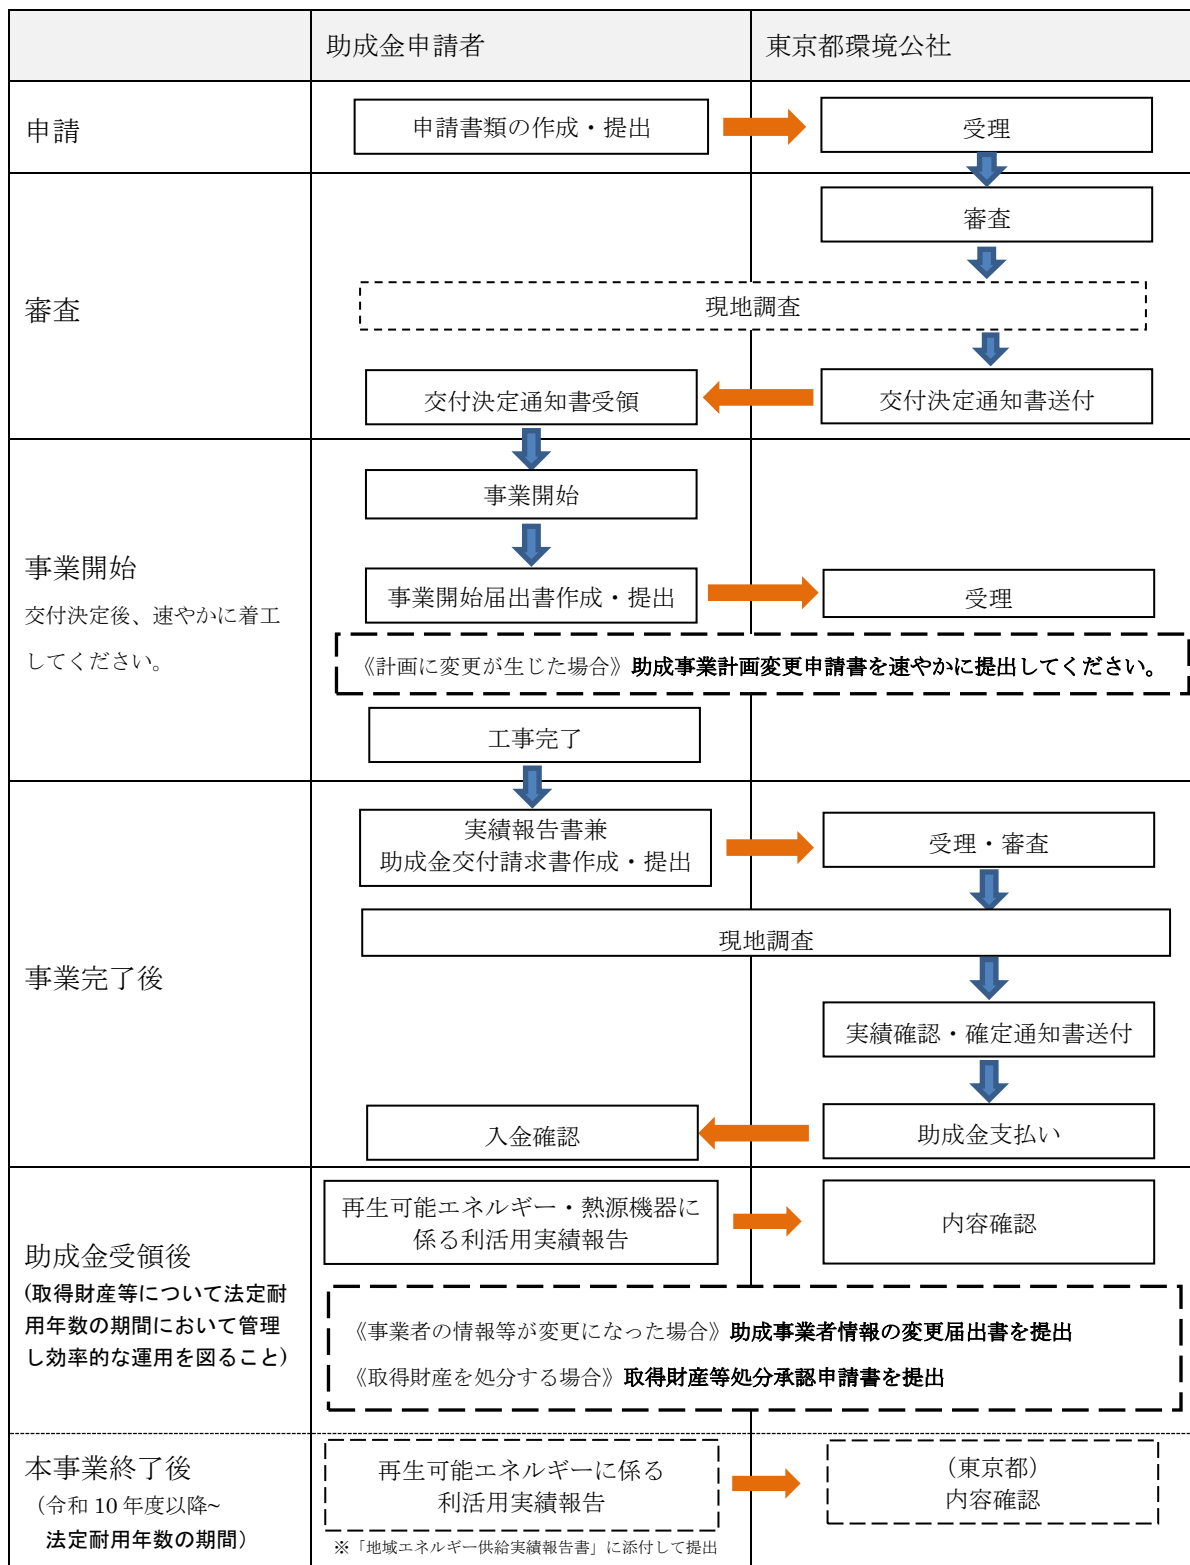 助成金申請者
東京都環境公社
申請
申請書類の作成・提出
受理
審査
審査
現地調査
交付決定通知書受領
交付決定通知書送付
事業開始
交付決定後、速やかに着工
してください。
事業開始
事業開始届出書作成・提出
受理
《計画に変更が生じた場合》助成事業計画変更申請書を速やかに提出してください。
工事完了
事業完了後
実績報告書兼
助成金交付請求書作成・提出
受理・審査
現地調査
実績確認・確定通知書送付
入金確認
助成金支払い
助成金受領後
(取得財産等について法定耐
用年数の期間において管理
し効率的な運用を図ること)
再生可能エネルギー・熱源機器に
係る利活用実績報告
内容確認
《事業者の情報等が変更になった場合》助成事業者情報の変更届出書を提出
《取得財産を処分する場合》取得財産等処分承認申請書を提出
本事業終了後
（令和 10 年度以降~
法定耐用年数の期間）
再生可能エネルギーに係る
利活用実績報告
（東京都）
内容確認
※「地域エネルギー供給実績報告書」に添付して提出